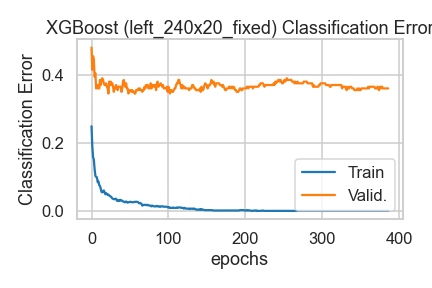 XGBoost (left_240x20_fixed) Classification Error
Classification Error
0.4
0.2
0.0
Train
Valid.
0 100 200 300 400
epochs